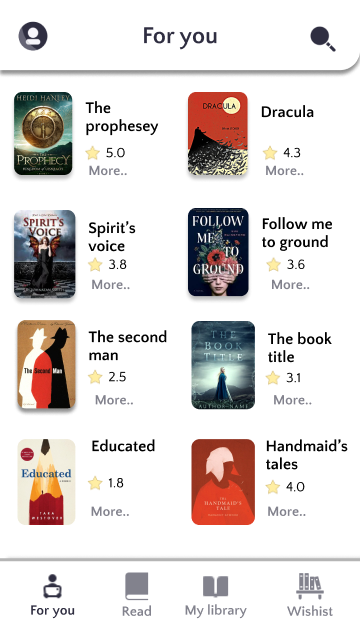 For you
HEIDI HANLEY
THE
PROPHECY
The
prophesey
5.0
More..
DRACULA
Dracula
4.3
More..
SPIRIT'S
VOICE
Spirit's
voice
3.8
More..
FOLLOW
ME
TO
GROUND
Follow me
to ground
3.6
More..
The Second Man
The second
man
2.5
More..
THE
BOOK
TITLE
AUTHOR NAME
The book
title
3.1
More..
Educated
TARA
WESTOVER
Educated
1.8
More..
The
HANDMAID'S
TALE
Handmaid's
tales
4.0
More..
For you
Read
My library
Wishist